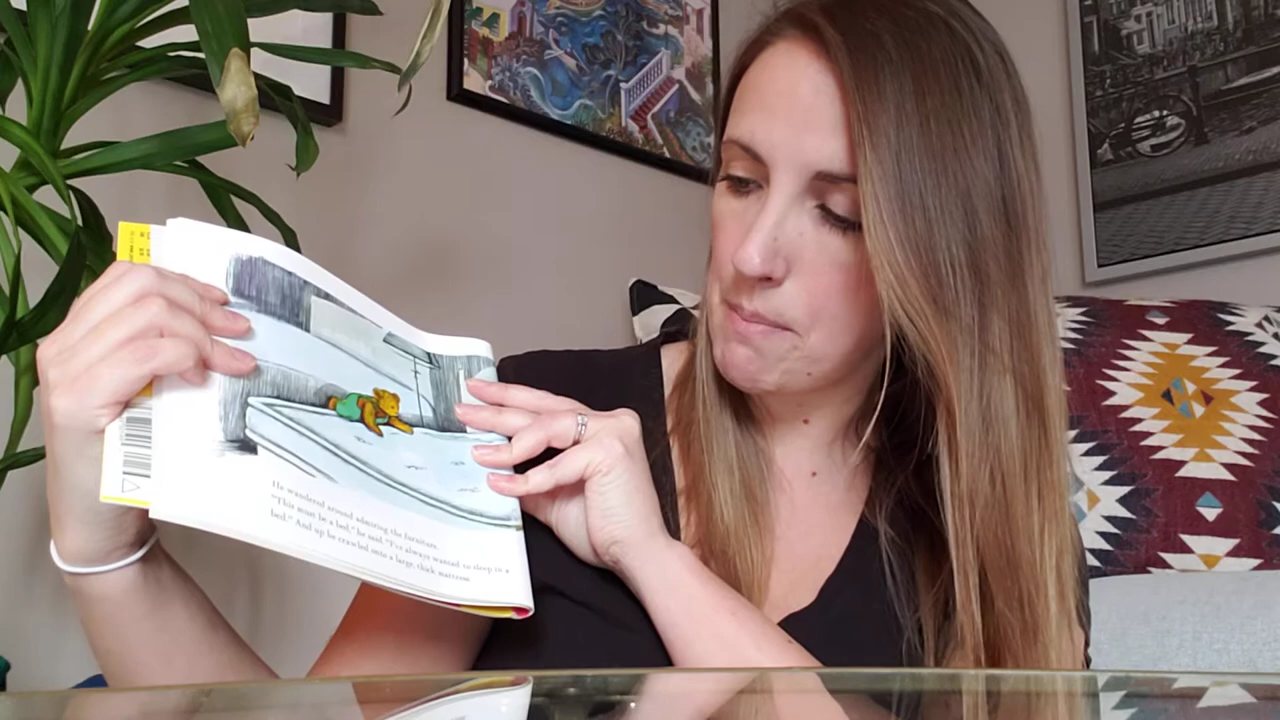 He wandered around admiring the furniture.
"This must be a bed," he said. "I've always wanted to sleep in a
bed." And up he crawled onto a large, thick mattress